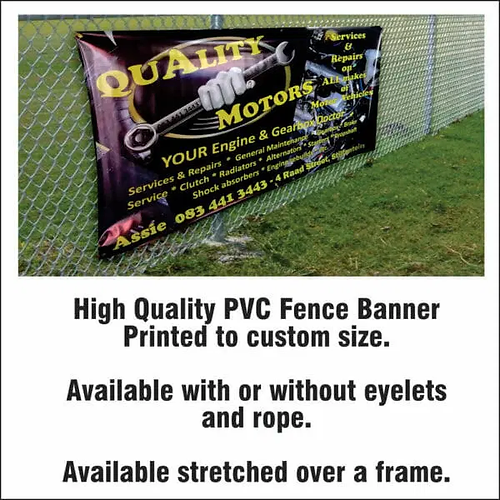 QUALITY
MOTORS
YOUR Engine & Gearbox Doctor
Services & Repairs * General Maintenance
Service * Clutch * Radiators * Alternators *
Shock absorbers *
Assie 083 441 3443 - 4 Raad Street,
Services
&
Repairs
on
ALL makes
of
Motor Vehicles
High Quality PVC Fence Banner
Printed to custom size.
Available with or without eyelets
and rope.
Available stretched over a frame.